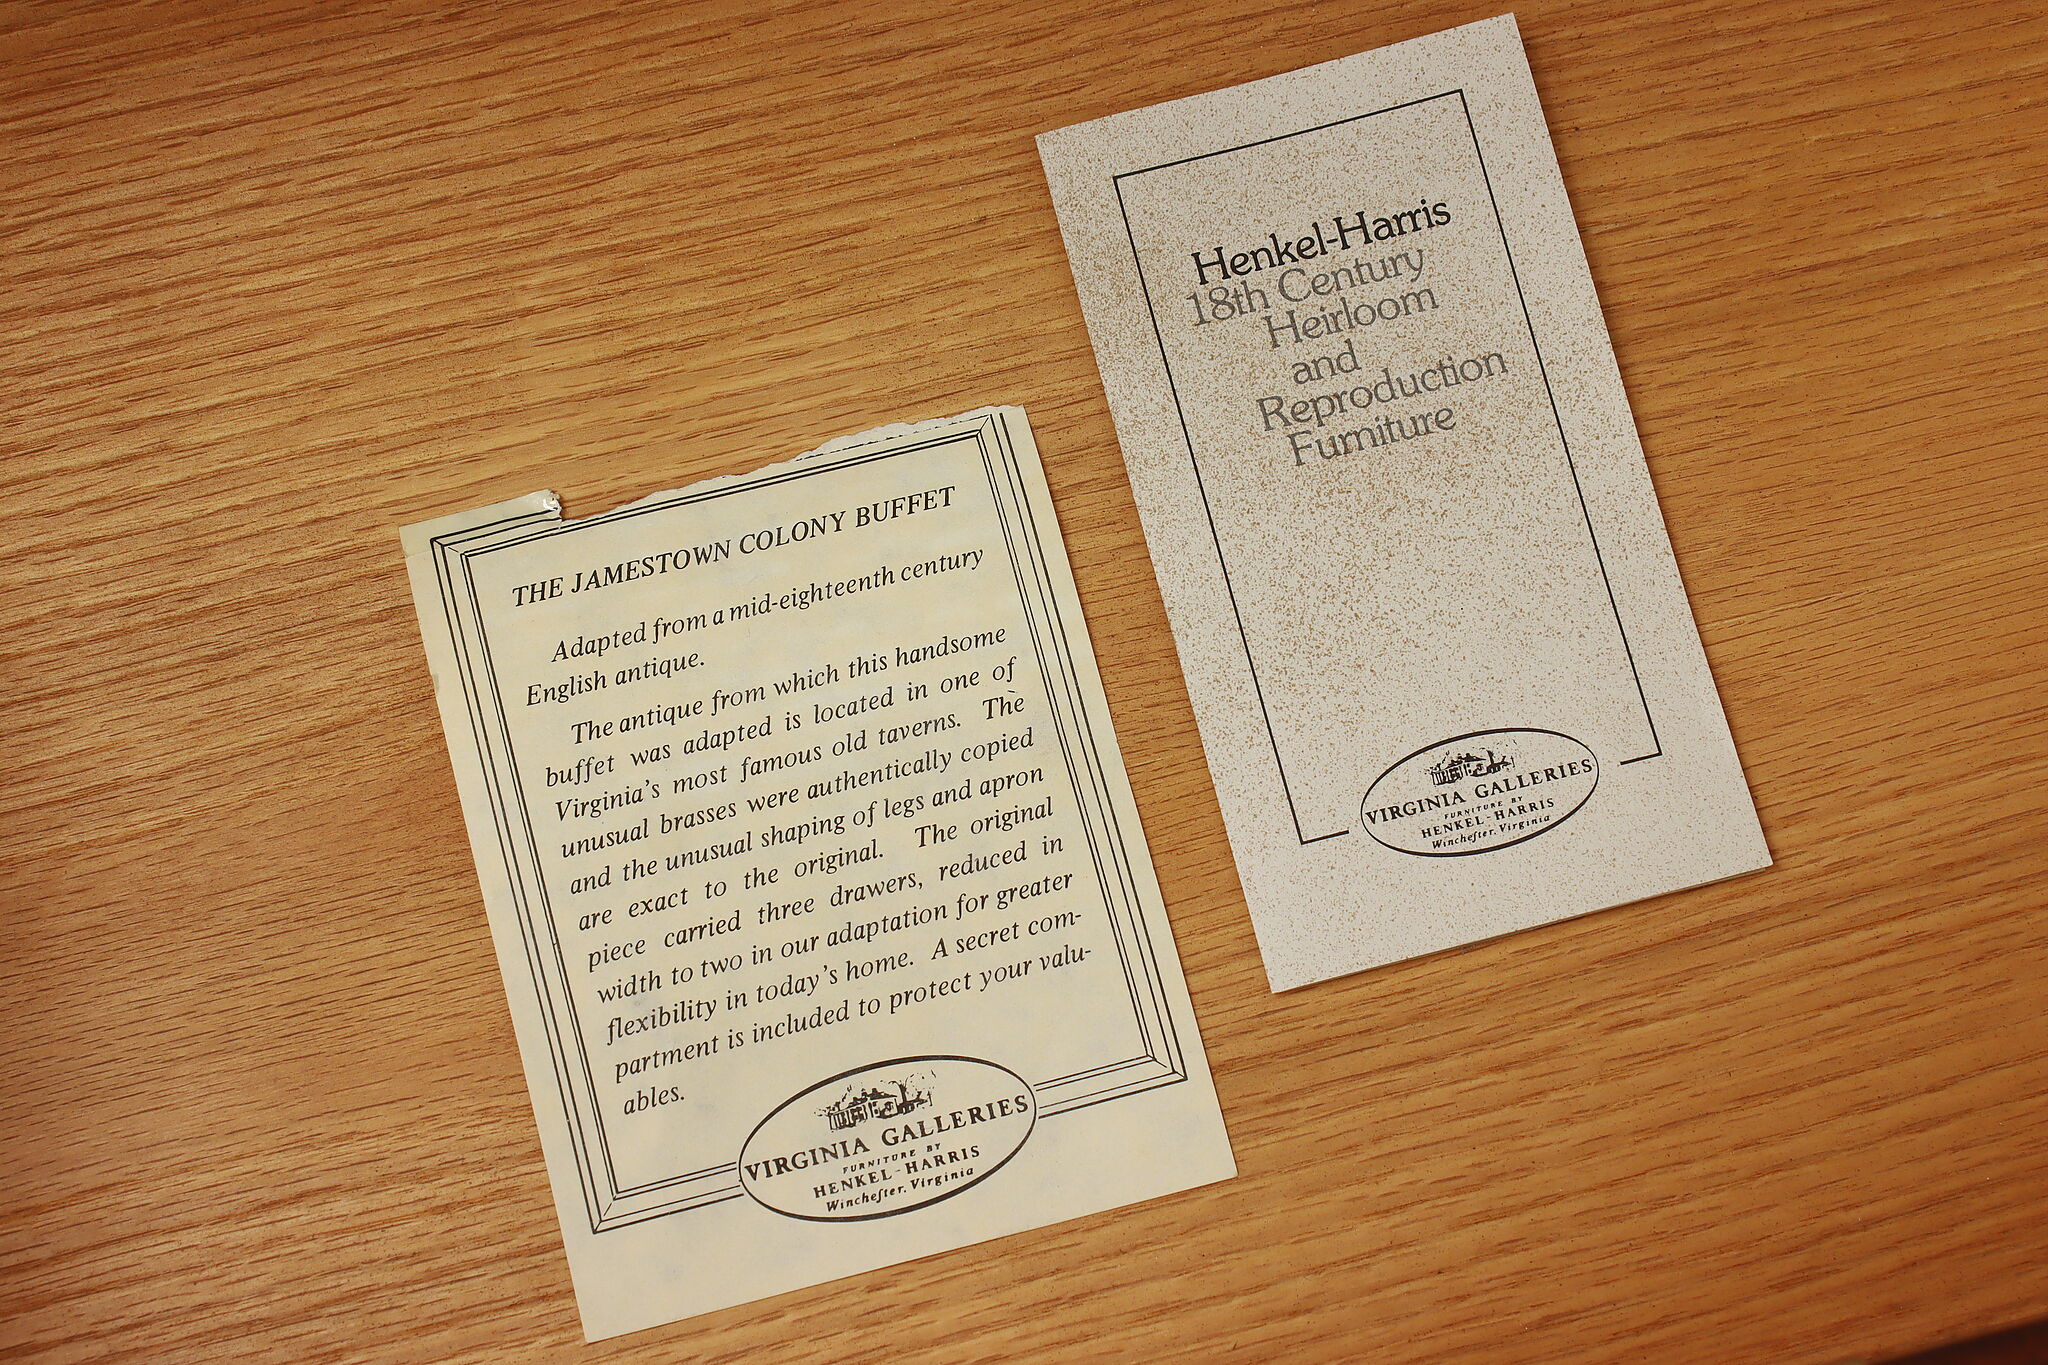 THE JAMESTOWN COLONY BUFFET
Adapted from a mid-eighteenth century
English antique.
The antique from which this handsome
buffet was adapted is located in one of
Virginia's most famous old taverns. The
unusual brasses were authentically copied
and the unusual shaping of legs and apron
are exact to the original. The original
piece carried three drawers, reduced in
width to two in our adaptation for greater
flexibility in today's home. A secret com-
partment is included to protect your valu-
ables.
VIRGINIA GALLERIES
FURNITURE BY
HENKEL-HARRIS
Wincheſter, Virginia
Henkel-Harris
18th Century
Heirloom
and
Reproduction
Furniture
VIRGINIA GALLERIES
FURNITURE BY
HENKEL-HARRIS
Wincheſter, Virginia